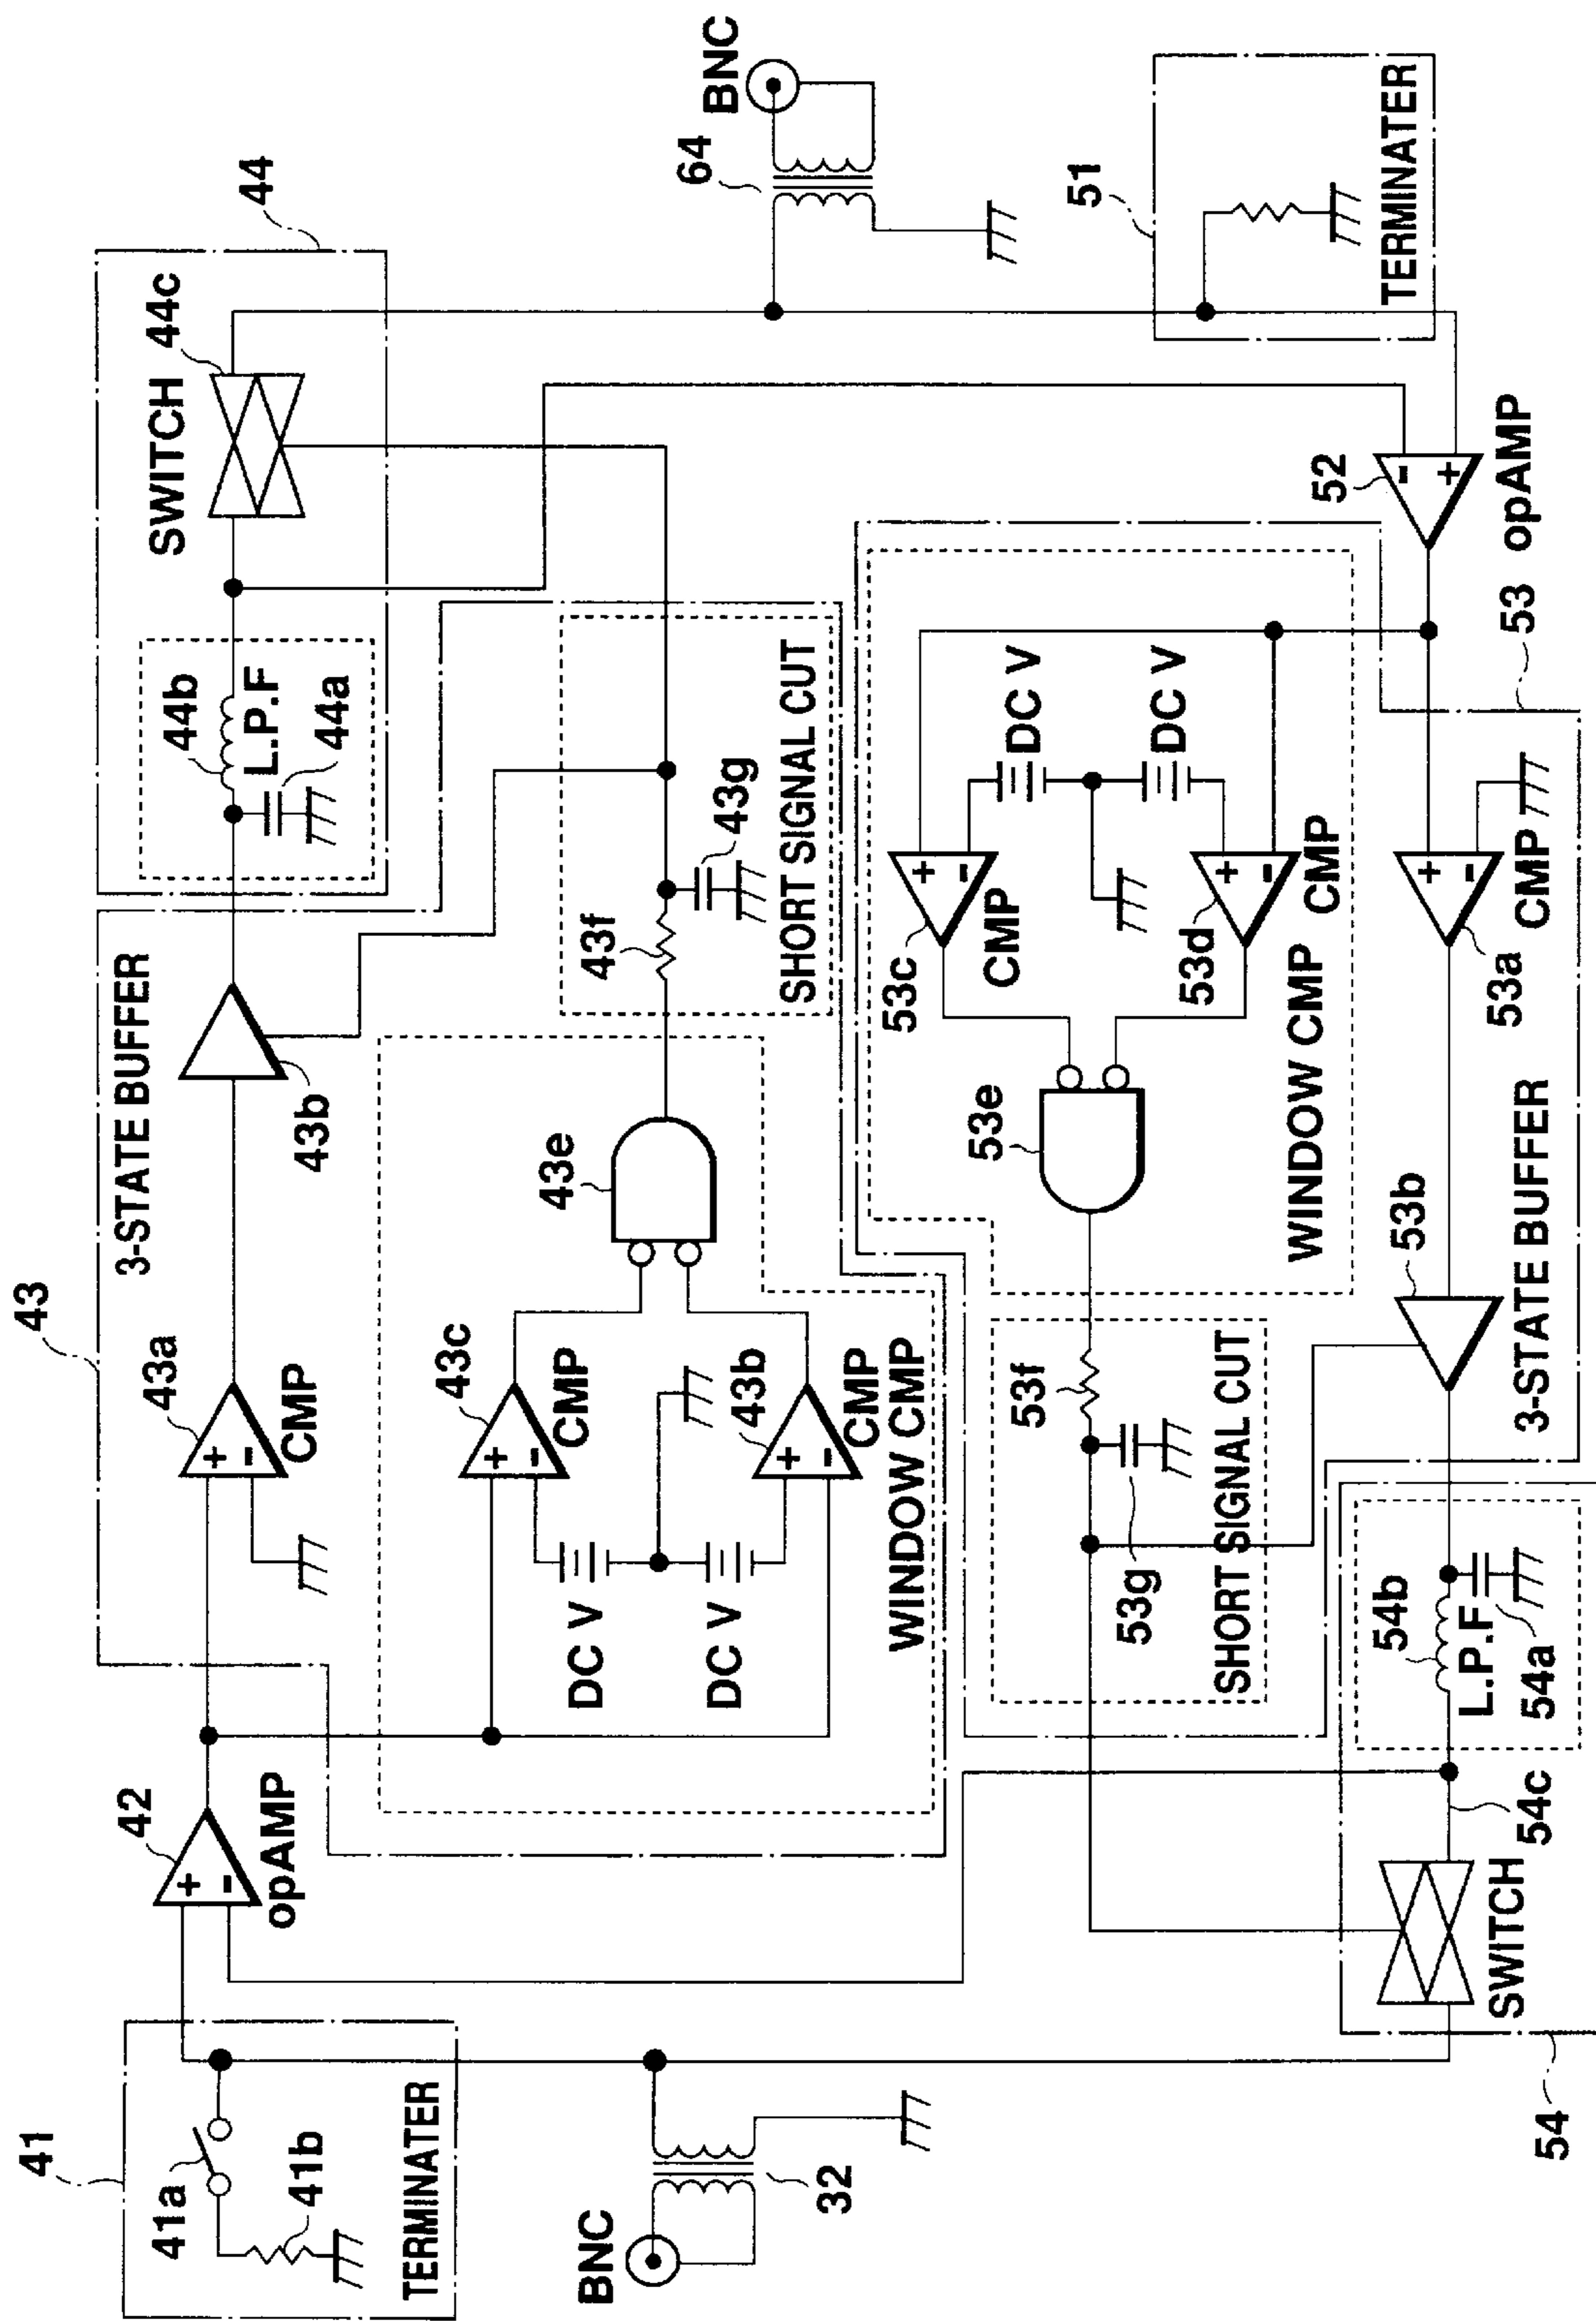 43
44
3-STATE BUFFER
43b
44b
L.P.F
44a
SWITCH
44c
41
41a
41b
TERMINATER
42
opAMP
43a
CMP
43c
CMP
43b
CMP
DC V
DC V
WINDOW CMP
43e
43f
43g
SHORT SIGNAL CUT
64
BNC
BNC
32
53c
CMP
53d
CMP
DC V
DC V
WINDOW CMP
53e
53f
53g
SHORT SIGNAL CUT
51
TERMINATER
52
opAMP
53
53a
CMP
53b
3-STATE BUFFER
54b
L.P.F
54a
54c
SWITCH
54